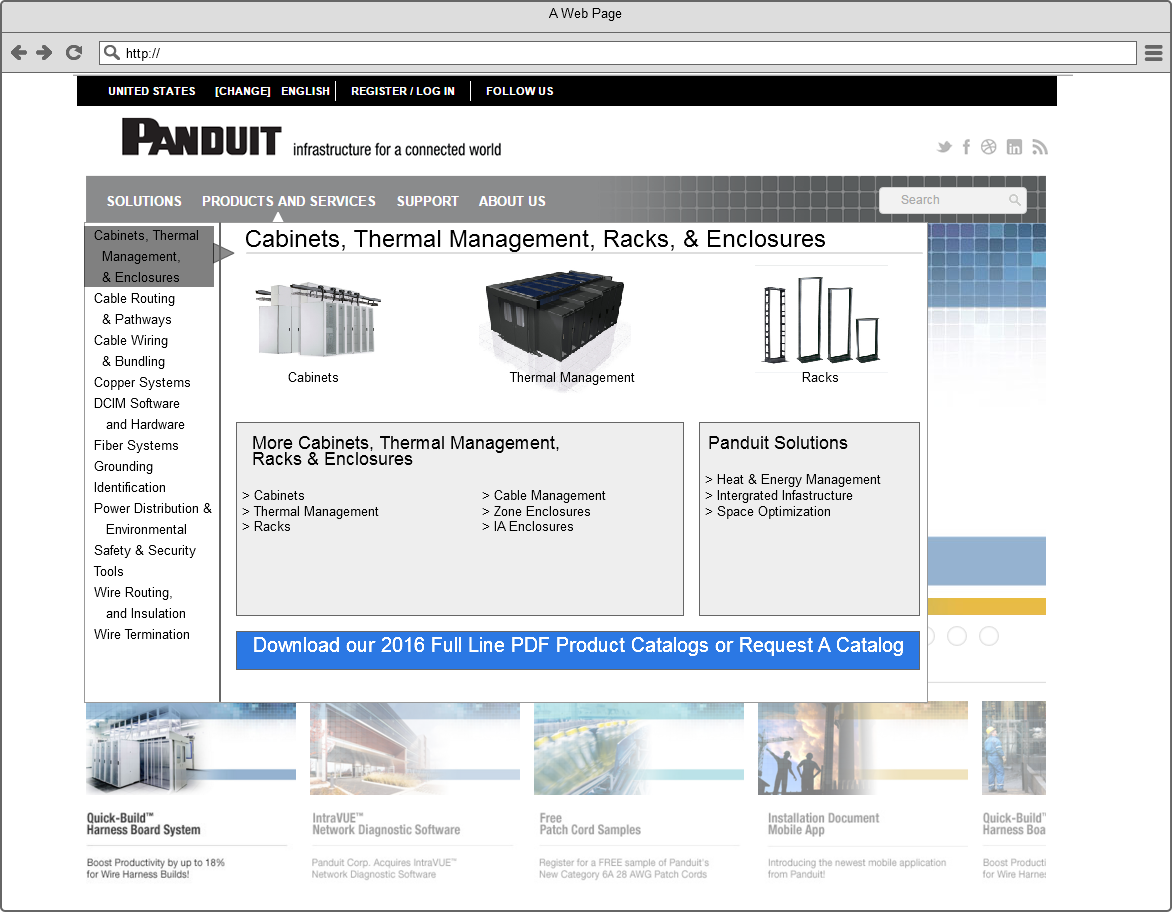 A Web Page
http://
UNITED STATES [CHANGE] ENGLISH REGISTER / LOG IN FOLLOW US
PANDUIT infrastructure for a connected world
SOLUTIONS PRODUCTS AND SERVICES SUPPORT ABOUT US Search
Cabinets, Thermal
Management,
& Enclosures
Cable Routing
& Pathways
Cable Wiring
& Bundling
Copper Systems
DCIM Software
and Hardware
Fiber Systems
Grounding
Identification
Power Distribution &
Environmental
Safety & Security
Tools
Wire Routing,
and Insulation
Wire Termination
Cabinets, Thermal Management, Racks, & Enclosures
Cabinets Thermal Management Racks
More Cabinets, Thermal Management,
Racks & Enclosures
> Cabinets
> Thermal Management
> Racks
> Cable Management
> Zone Enclosures
> IA Enclosures
Panduit Solutions
> Heat & Energy Management
> Intergrated Infastructure
> Space Optimization
Download our 2016 Full Line PDF Product Catalogs or Request A Catalog
Quick-Build™
Harness Board System
Boost Productivity by up to 18%
for Wire Harness Builds!
IntraVUE™
Network Diagnostic Software
Panduit Corp. Acquires IntraVUE™
Network Diagnostic Software
Free
Patch Cord Samples
Register for a FREE sample of Panduit's
New Category 6A 28 AWG Patch Cords
Installation Document
Mobile App
Introducing the newest mobile application
from Panduit!
Quick-Build™
Harness Boa
Boost Producti
for Wire Harne